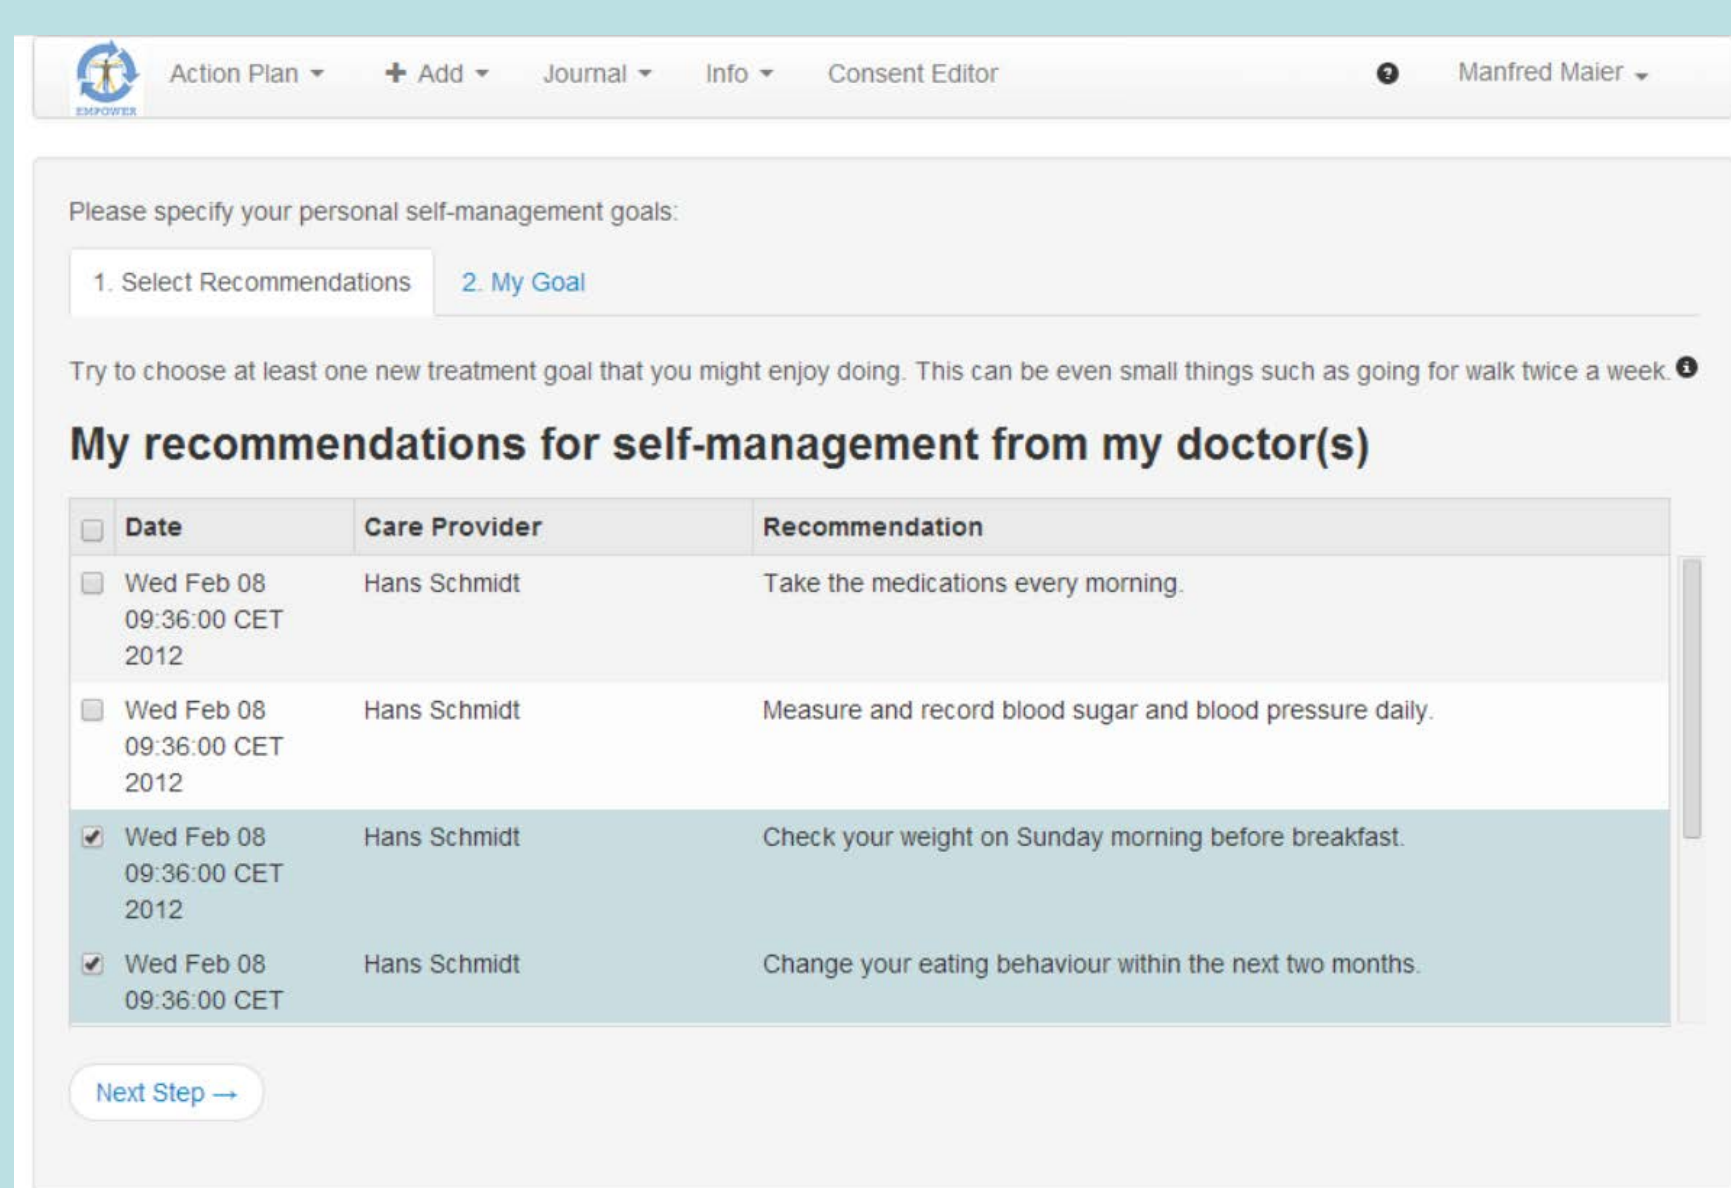 EMPOWER
Action Plan
+ Add
Journal
Info
Consent Editor
Manfred Maier
Please specify your personal self-management goals:
1. Select Recommendations
2. My Goal
Try to choose at least one new treatment goal that you might enjoy doing. This can be even small things such as going for walk twice a week.
My recommendations for self-management from my doctor(s)
Date Care Provider Recommendation
Wed Feb 08 Hans Schmidt Take the medications every morning.
09:36:00 CET
2012
Wed Feb 08 Hans Schmidt Measure and record blood sugar and blood pressure daily.
09:36:00 CET
2012
Wed Feb 08 Hans Schmidt Check your weight on Sunday morning before breakfast.
09:36:00 CET
2012
Wed Feb 08 Hans Schmidt Change your eating behaviour within the next two months.
09:36:00 CET
Next Step →